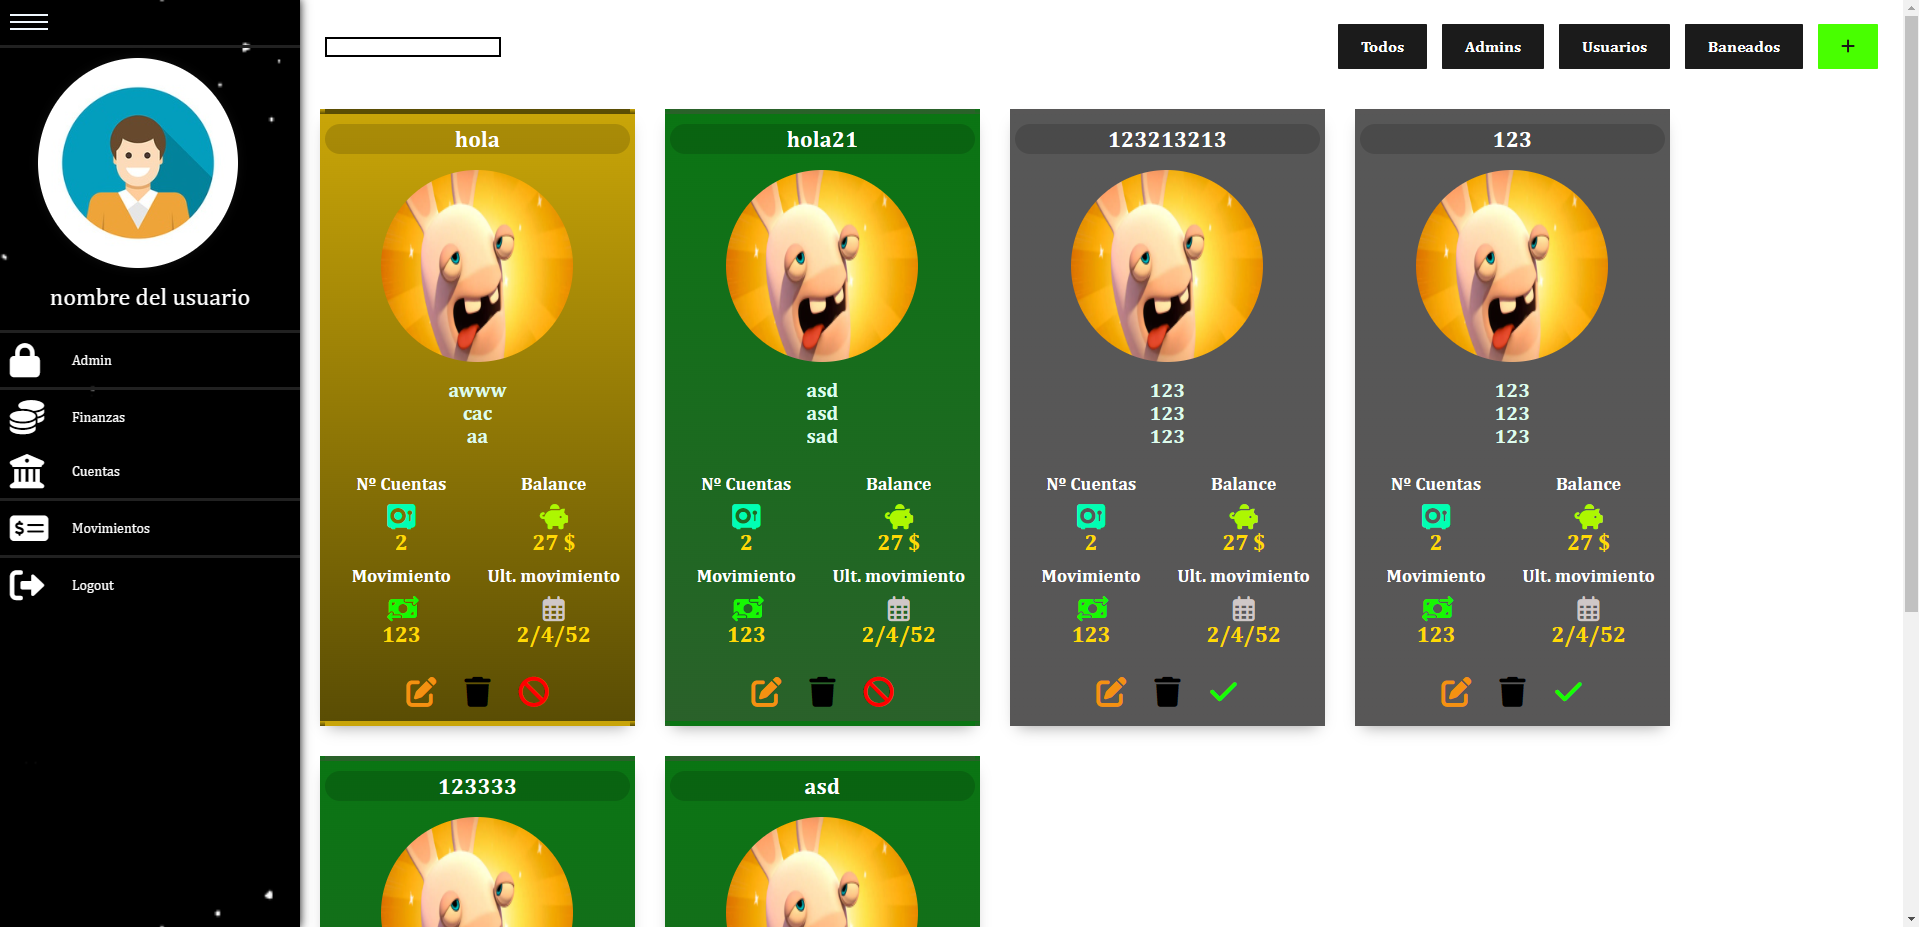 nombre del usuario
Admin
Finanzas
Cuentas
Movimientos
Logout
Todos
Admins
Usuarios
Baneados
+
hola
awww
cac
aa
Nº Cuentas
Balance
2
27 $
Movimiento
Ult. movimiento
123
2/4/52
hola21
asd
asd
sad
Nº Cuentas
Balance
2
27 $
Movimiento
Ult. movimiento
123
2/4/52
123213213
123
123
123
Nº Cuentas
Balance
2
27 $
Movimiento
Ult. movimiento
123
2/4/52
123
123
123
123
Nº Cuentas
Balance
2
27 $
Movimiento
Ult. movimiento
123
2/4/52
123333
asd